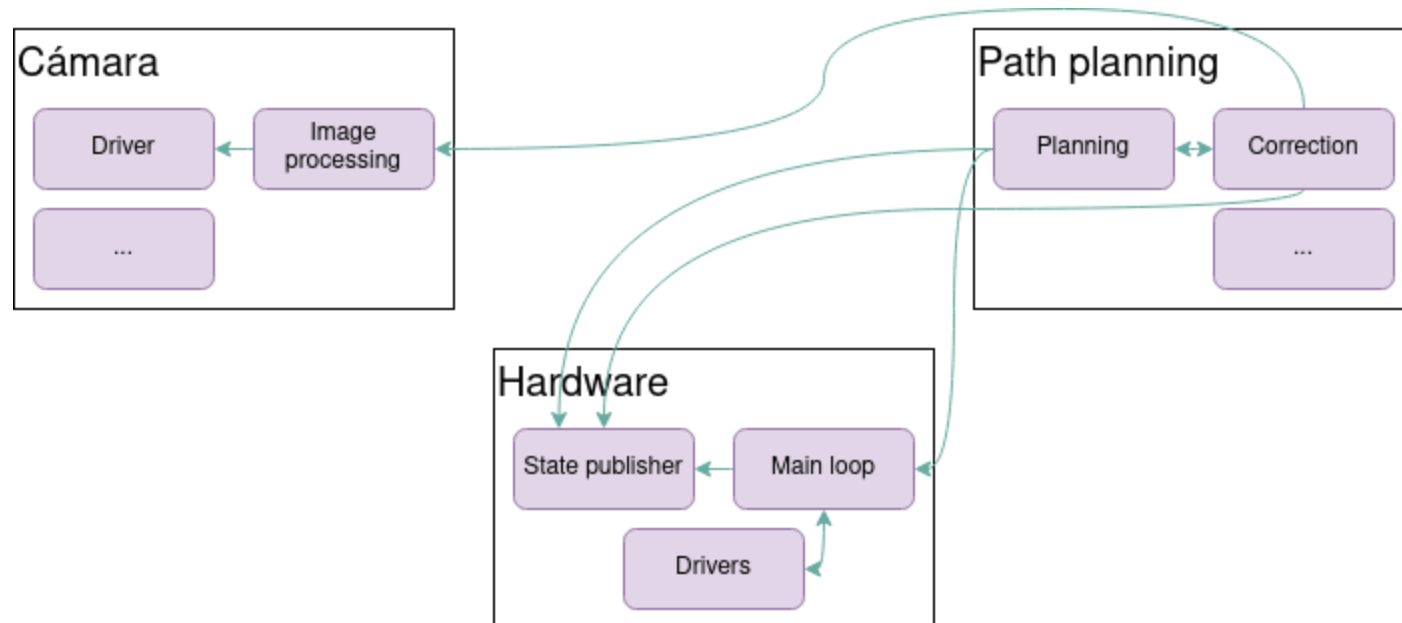 Cámara
Driver
Image
processing
...
Path planning
Planning
Correction
...
Hardware
State publisher
Main loop
Drivers